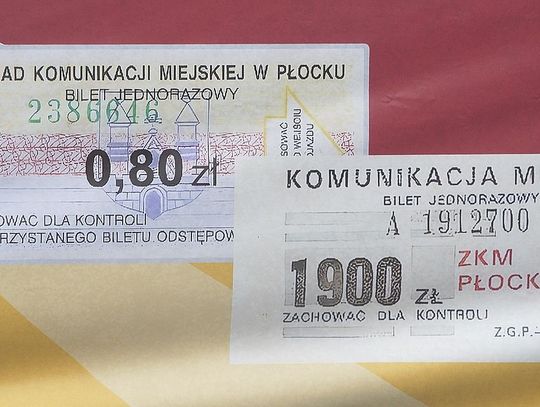 AD KOMUNIKACJI MIEJSKIEJ W PŁOCKU
BILET JEDNORAZOWY
2386646
0,80 zł
OWAC DLA KONTROLI
RZYSTANEGO BILETU ODSTĘPOW
KOMUNIKACJA M
BILET JEDNORAZOWY
A 1912700
ZKM
PŁOCK
1900 zł
ZACHOWAĆ DLA KONTROLI
Z.G.P.-